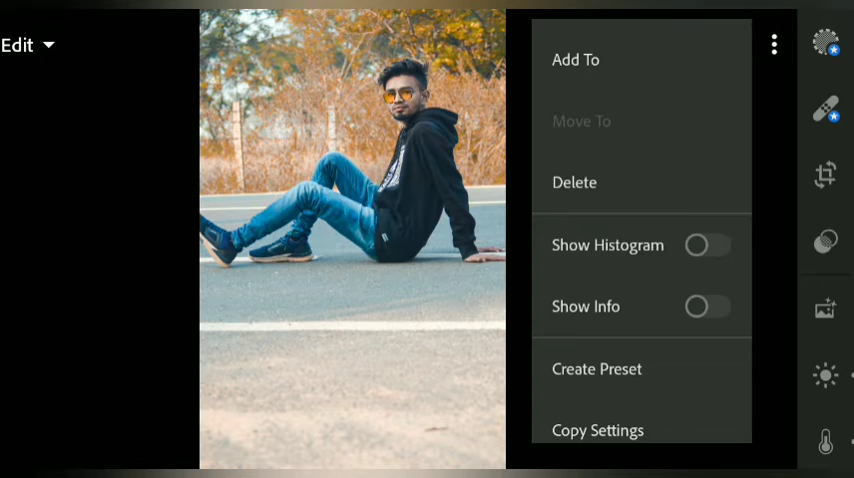 Edit
Add To
Move To
Delete
Show Histogram
Show Info
Create Preset
Copy Settings